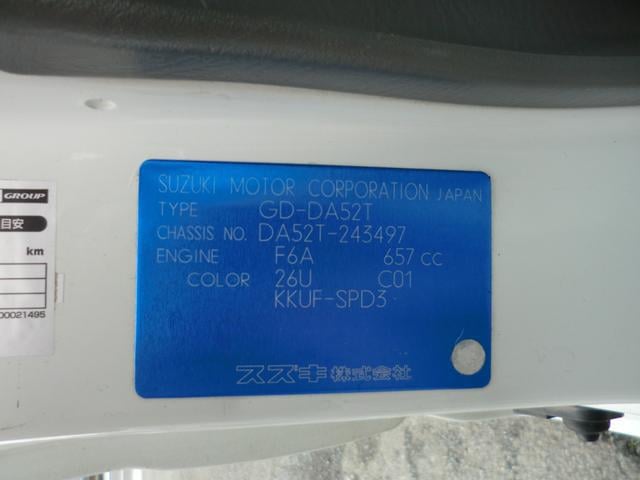 SUZUKI MOTOR CORPORATION JAPAN
TYPE GD-DA52T
CHASSIS NO. DA52T-243497
ENGINE F6A 657 CC
COLOR 26U C01
KKUF-SPD3
スズキ株式会社
GROUP
目安
km
00021495